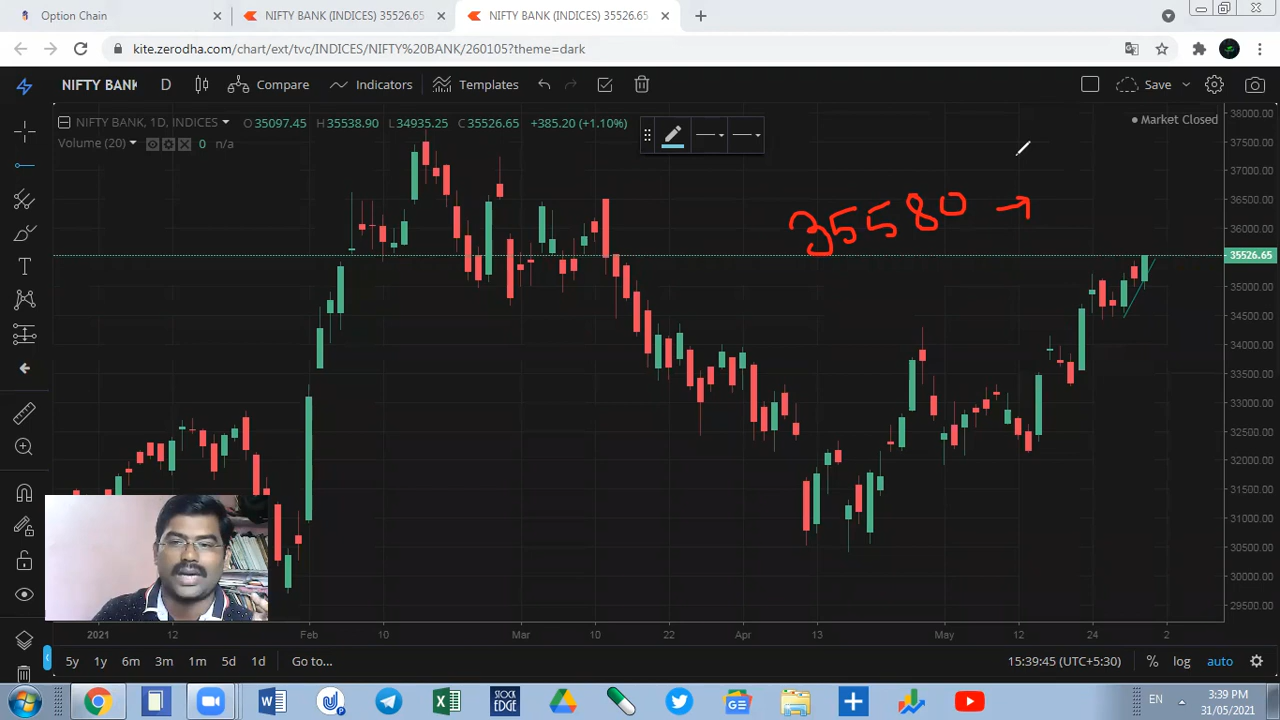 Option Chain
NIFTY BANK (INDICES) 35526.65
NIFTY BANK (INDICES) 35526.65
kite.zerodha.com/chart/ext/tvc/INDICES/NIFTY%20BANK/260105?theme=dark
NIFTY BANK D Compare Indicators Templates Save
NIFTY BANK, 1D, INDICES O35097.45 H35538.90 L34935.25 C35526.65 +385.20 (+1.10%)
Market Closed
Volume (20) 0 n/a
35580 →
38000.00
37500.00
37000.00
36500.00
36000.00
35526.65
35000.00
34500.00
34000.00
33500.00
33000.00
32500.00
32000.00
31500.00
31000.00
30500.00
30000.00
29500.00
2021 12 Feb 10 Mar 10 22 Apr 13 May 12 24 2
5y 1y 6m 3m 1m 5d 1d Go to... 15:39:45 (UTC+5:30) % log auto
STOCK
EDGE
EN
3:39 PM
31/05/2021